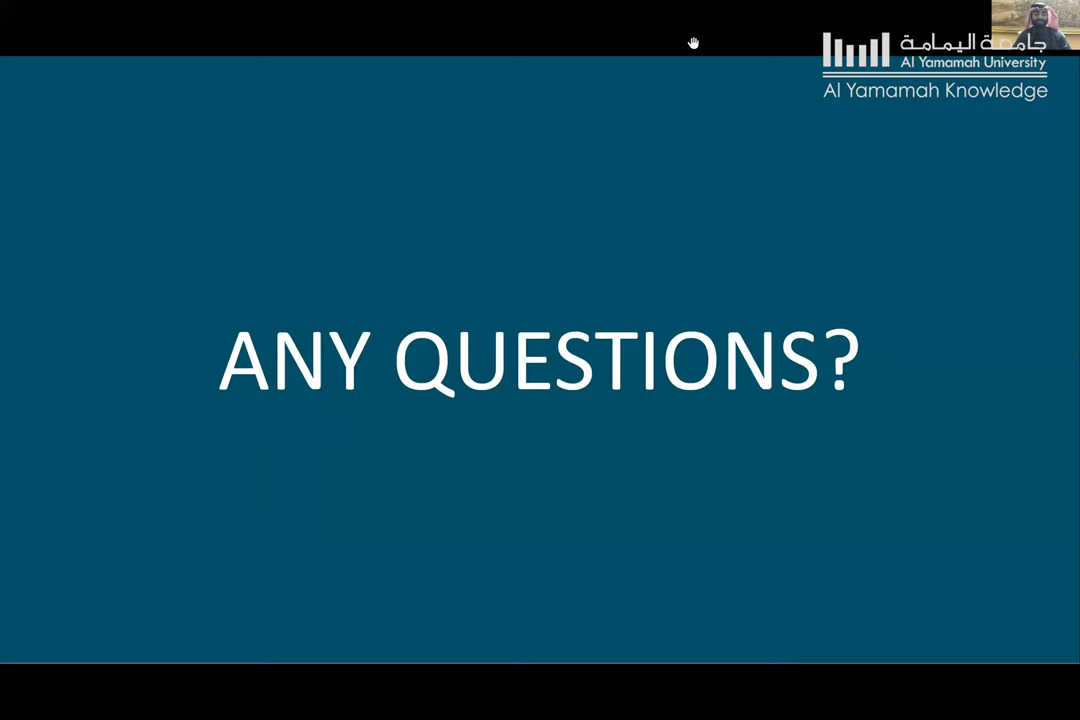 جامعة اليمامة
Al Yamamah University
Al Yamamah Knowledge
ANY QUESTIONS?